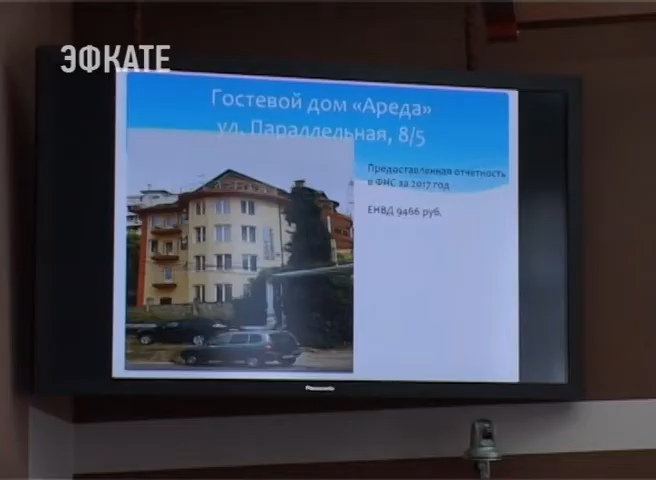 ЭФКАТЕ
Гостевой дом «Ареда»
ул. Параллельная, 8/5
Предоставленная отчетность
в ФНС за 2017 год
ЕНВД 9466 руб.
Panasonic